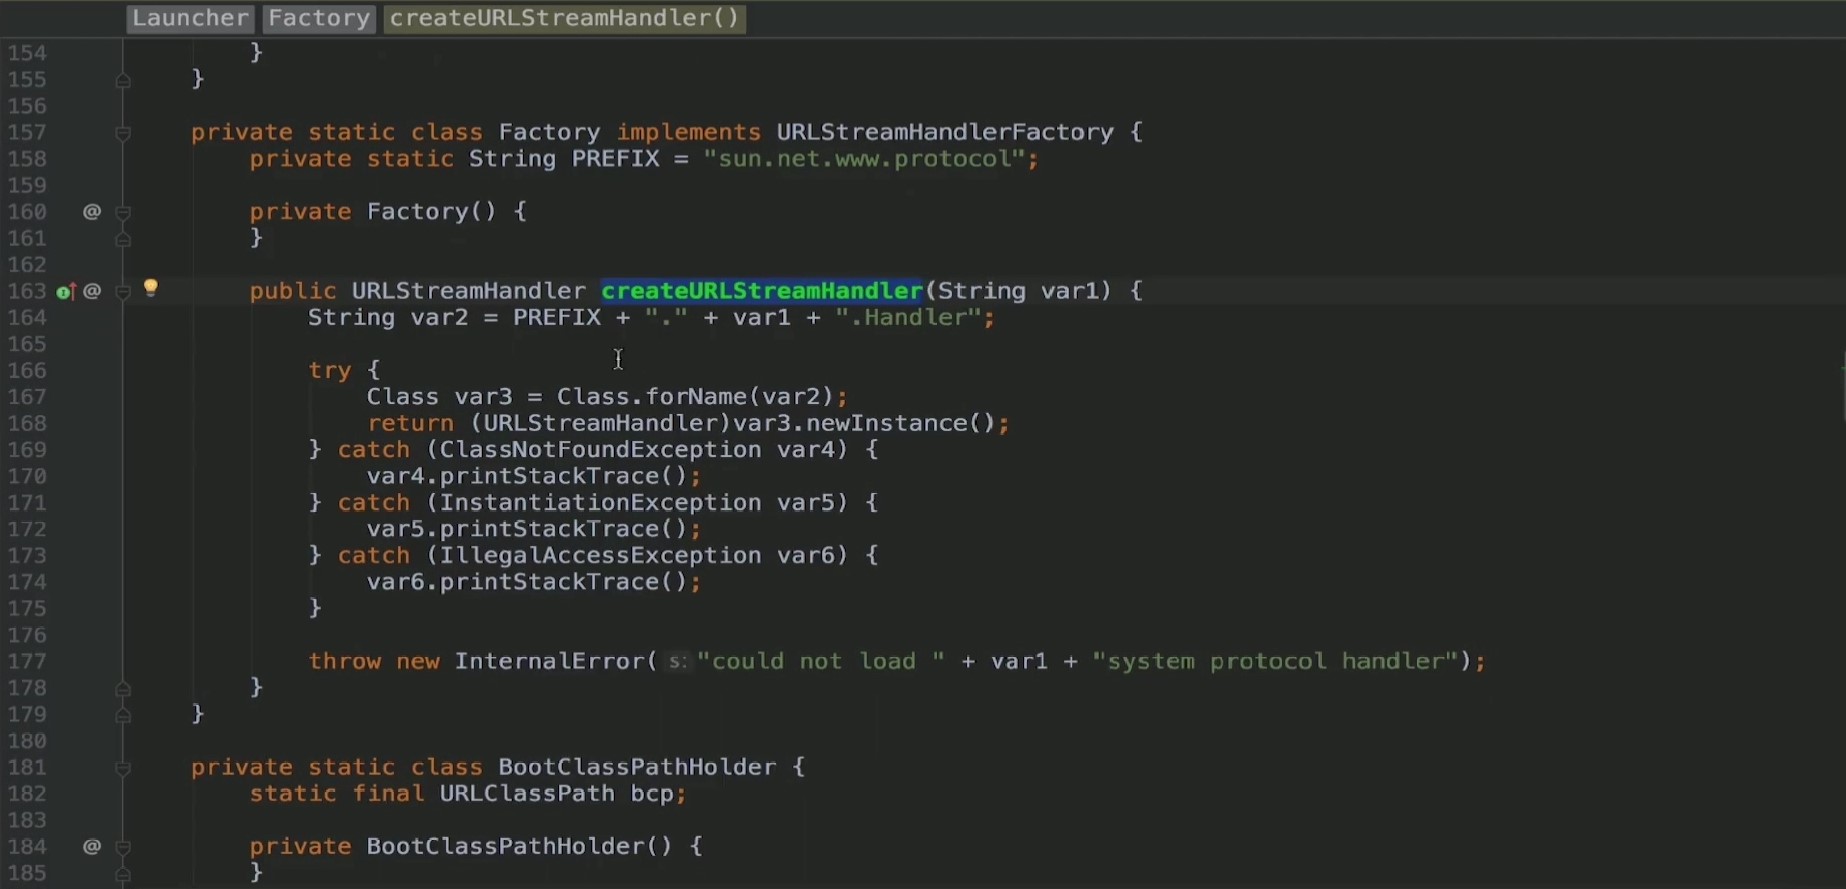 Launcher Factory createURLStreamHandler()
154 }
155 }
156
157 private static class Factory implements URLStreamHandlerFactory {
158 private static String PREFIX = "sun.net.www.protocol";
159
160 @ private Factory() {
161 }
162
163 @ public URLStreamHandler createURLStreamHandler(String var1) {
164 String var2 = PREFIX + "." + var1 + ".Handler";
165
166 try {
167 Class var3 = Class.forName(var2);
168 return (URLStreamHandler)var3.newInstance();
169 } catch (ClassNotFoundException var4) {
170 var4.printStackTrace();
171 } catch (InstantiationException var5) {
172 var5.printStackTrace();
173 } catch (IllegalAccessException var6) {
174 var6.printStackTrace();
175 }
176
177 throw new InternalError( s: "could not load " + var1 + "system protocol handler");
178 }
179 }
180
181 private static class BootClassPathHolder {
182 static final URLClassPath bcp;
183
184 @ private BootClassPathHolder() {
185 }